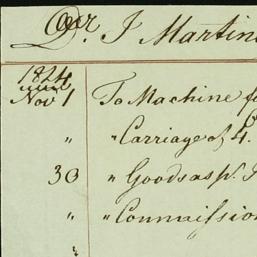 Dr. J Martin
1824
Nov 1 To Machine
" " Carriage of 4.
30 " Goods as p.
" " Commission
"